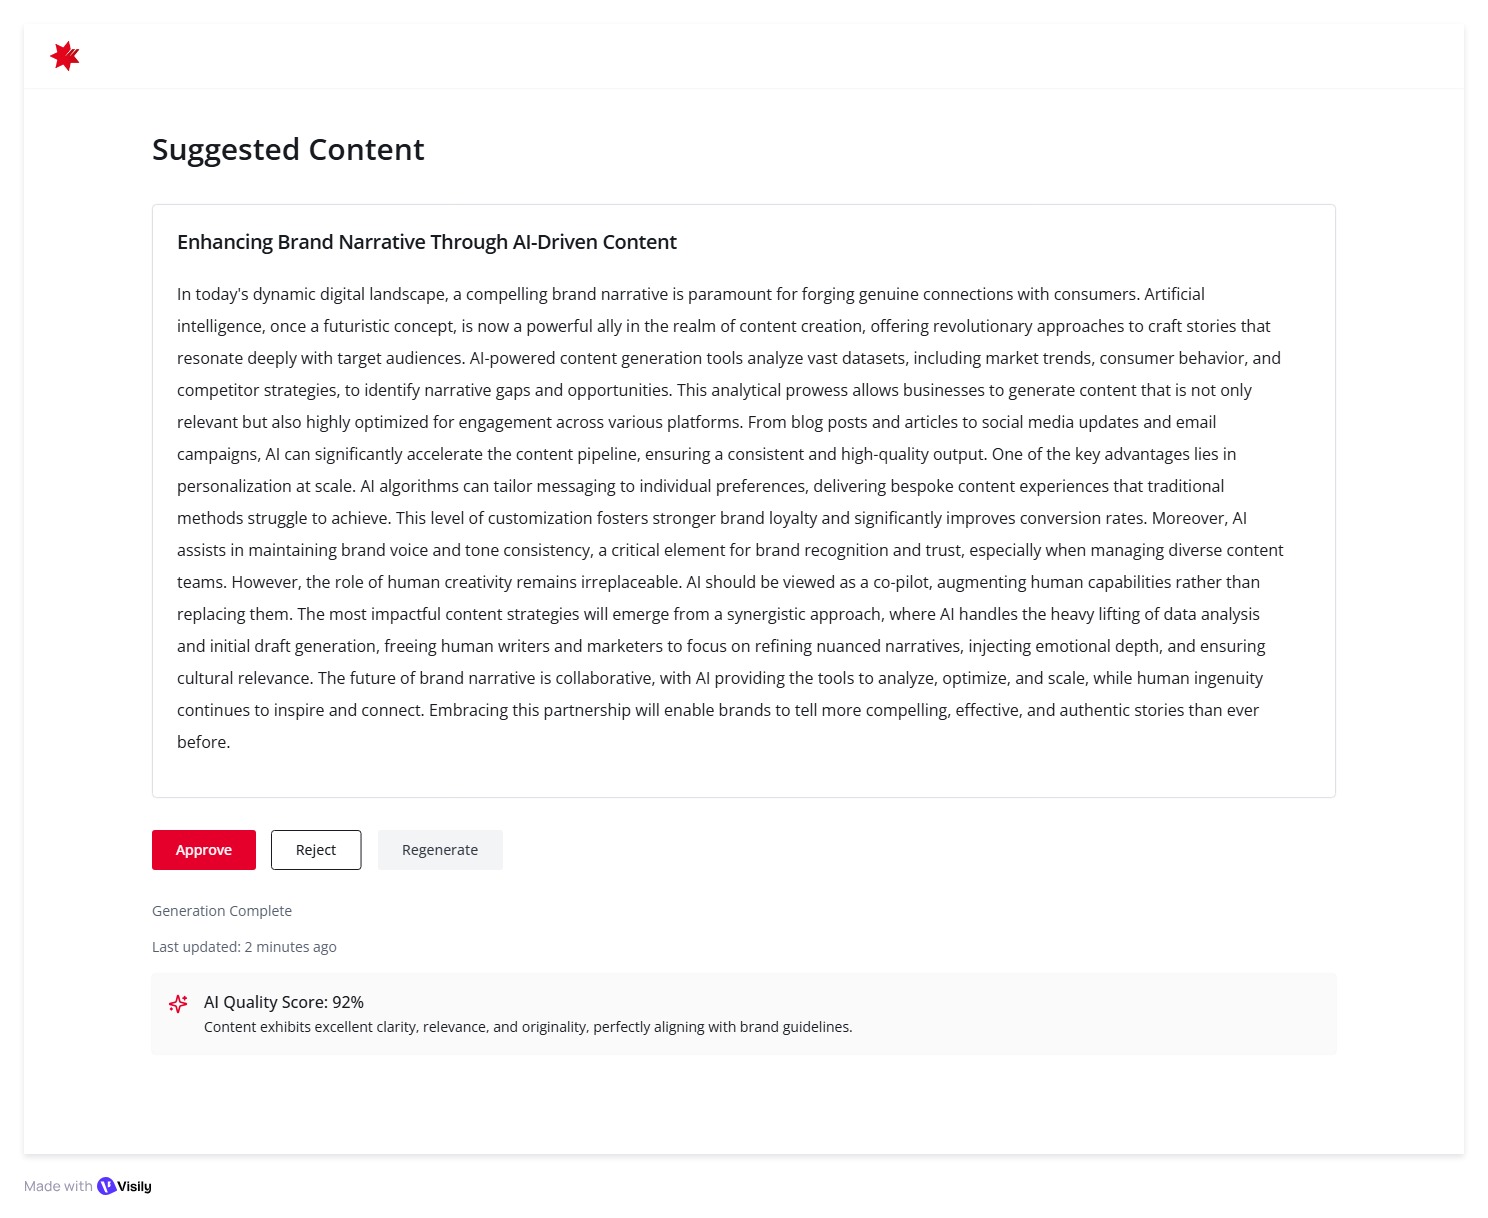 Suggested Content
Enhancing Brand Narrative Through AI-Driven Content
In today's dynamic digital landscape, a compelling brand narrative is paramount for forging genuine connections with consumers. Artificial
intelligence, once a futuristic concept, is now a powerful ally in the realm of content creation, offering revolutionary approaches to craft stories that
resonate deeply with target audiences. AI-powered content generation tools analyze vast datasets, including market trends, consumer behavior, and
competitor strategies, to identify narrative gaps and opportunities. This analytical prowess allows businesses to generate content that is not only
relevant but also highly optimized for engagement across various platforms. From blog posts and articles to social media updates and email
campaigns, AI can significantly accelerate the content pipeline, ensuring a consistent and high-quality output. One of the key advantages lies in
personalization at scale. AI algorithms can tailor messaging to individual preferences, delivering bespoke content experiences that traditional
methods struggle to achieve. This level of customization fosters stronger brand loyalty and significantly improves conversion rates. Moreover, AI
assists in maintaining brand voice and tone consistency, a critical element for brand recognition and trust, especially when managing diverse content
teams. However, the role of human creativity remains irreplaceable. AI should be viewed as a co-pilot, augmenting human capabilities rather than
replacing them. The most impactful content strategies will emerge from a synergistic approach, where AI handles the heavy lifting of data analysis
and initial draft generation, freeing human writers and marketers to focus on refining nuanced narratives, injecting emotional depth, and ensuring
cultural relevance. The future of brand narrative is collaborative, with AI providing the tools to analyze, optimize, and scale, while human ingenuity
continues to inspire and connect. Embracing this partnership will enable brands to tell more compelling, effective, and authentic stories than ever
before.
Approve Reject Regenerate
Generation Complete
Last updated: 2 minutes ago
AI Quality Score: 92%
Content exhibits excellent clarity, relevance, and originality, perfectly aligning with brand guidelines.
Made with Visily